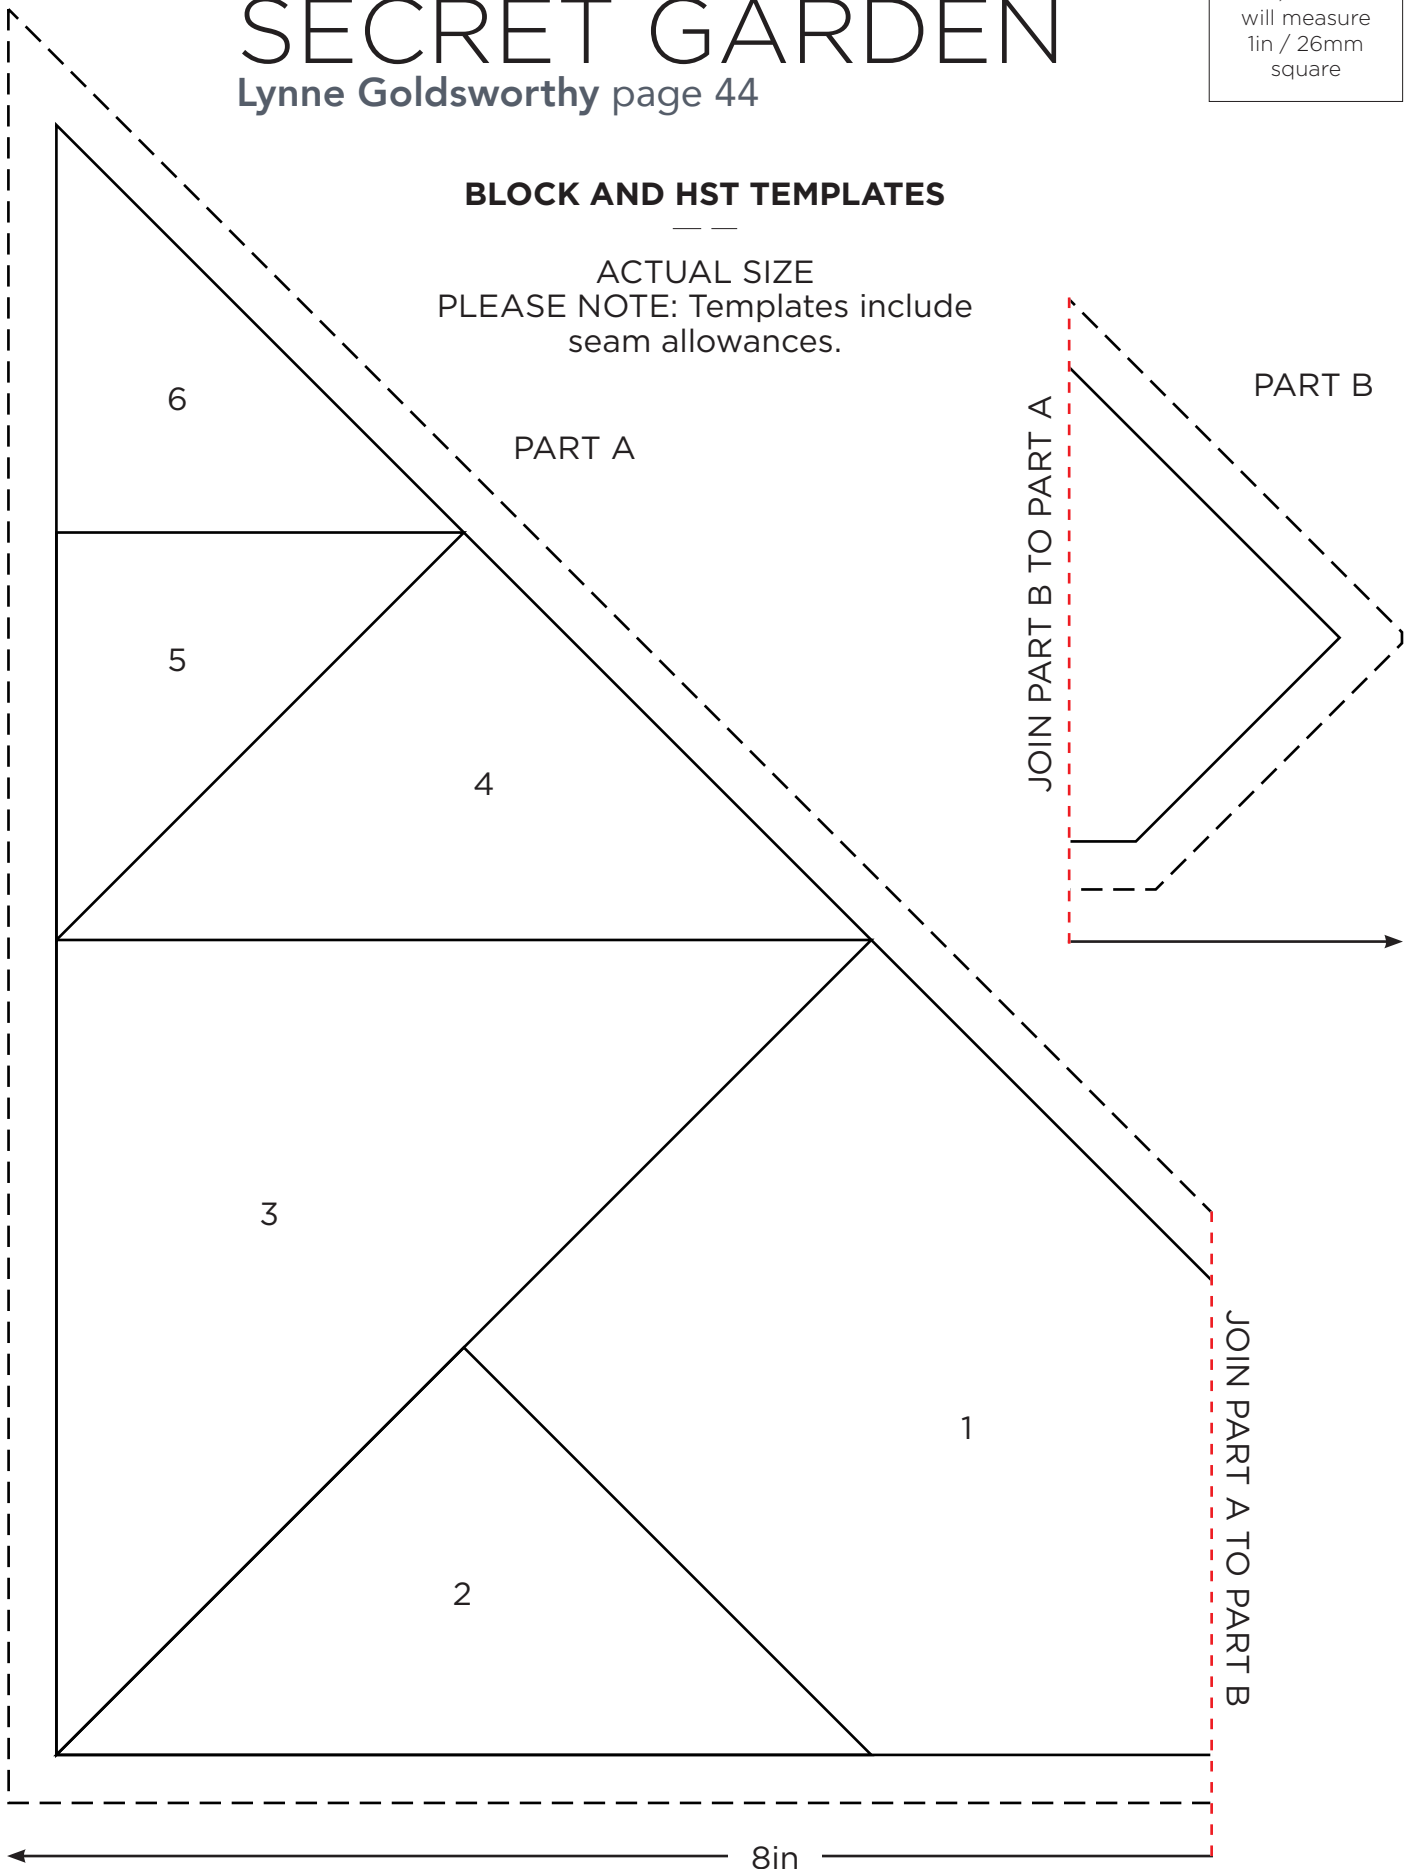 SECRET GARDEN
Lynne Goldsworthy page 44
will measure
1in / 26mm
square
BLOCK AND HST TEMPLATES
ACTUAL SIZE
PLEASE NOTE: Templates include
seam allowances.
PART A
PART B
JOIN PART B TO PART A
6
5
4
3
1
2
JOIN PART A TO PART B
8in